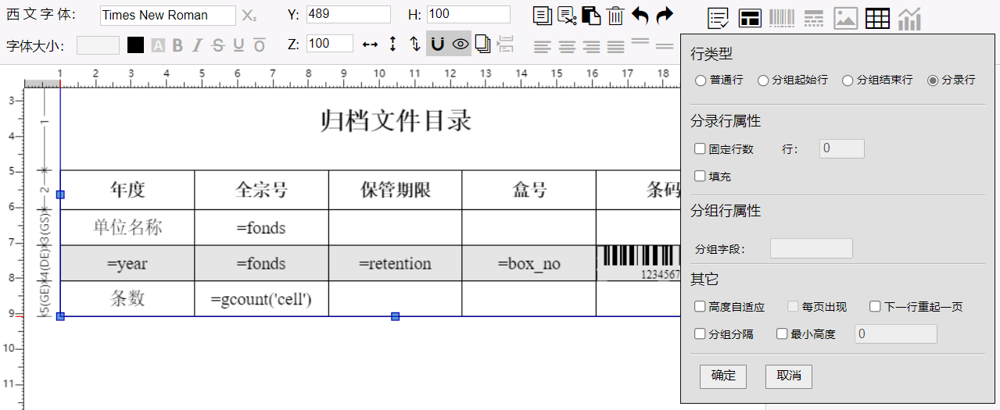 西 文 字 体: Times New Roman X₂ Y: 489 H: 100
字体大小: A B I S U O Z: 100
1 2 3 4 5 6 7 8 9 10 11 12 13 14 15 16 17 18
3 4 5 6 7 8 9 10 11
1 2 3(GS) 4(DE) 5(GE)
归档文件目录
年度 全宗号 保管期限 盒号 条码
单位名称 =fonds
=year =fonds =retention =box_no 1234567
条数 =gcount('cell')
行类型
普通行 分组起始行 分组结束行 分录行
分录行属性
固定行数 行: 0
填充
分组行属性
分组字段:
其它
高度自适应 每页出现 下一行重起一页
分组分隔 最小高度 0
确定 取消